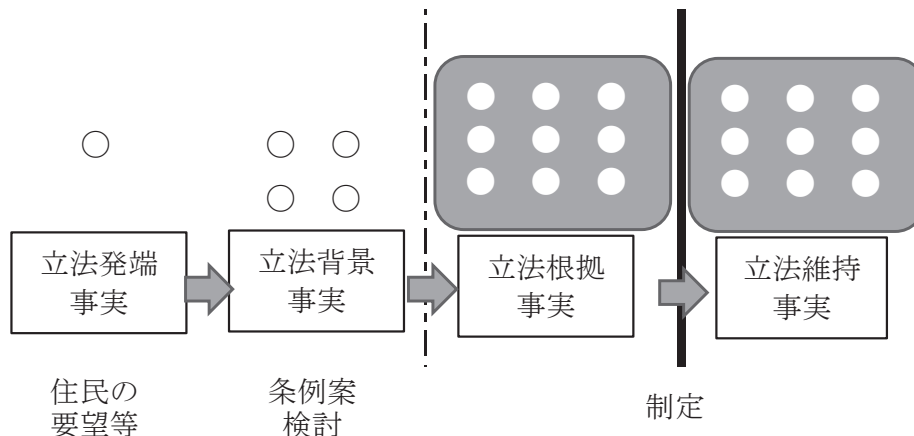 立法発端
事実
立法背景
事実
立法根拠
事実
立法維持
事実
住民の
要望等
条例案
検討
制定